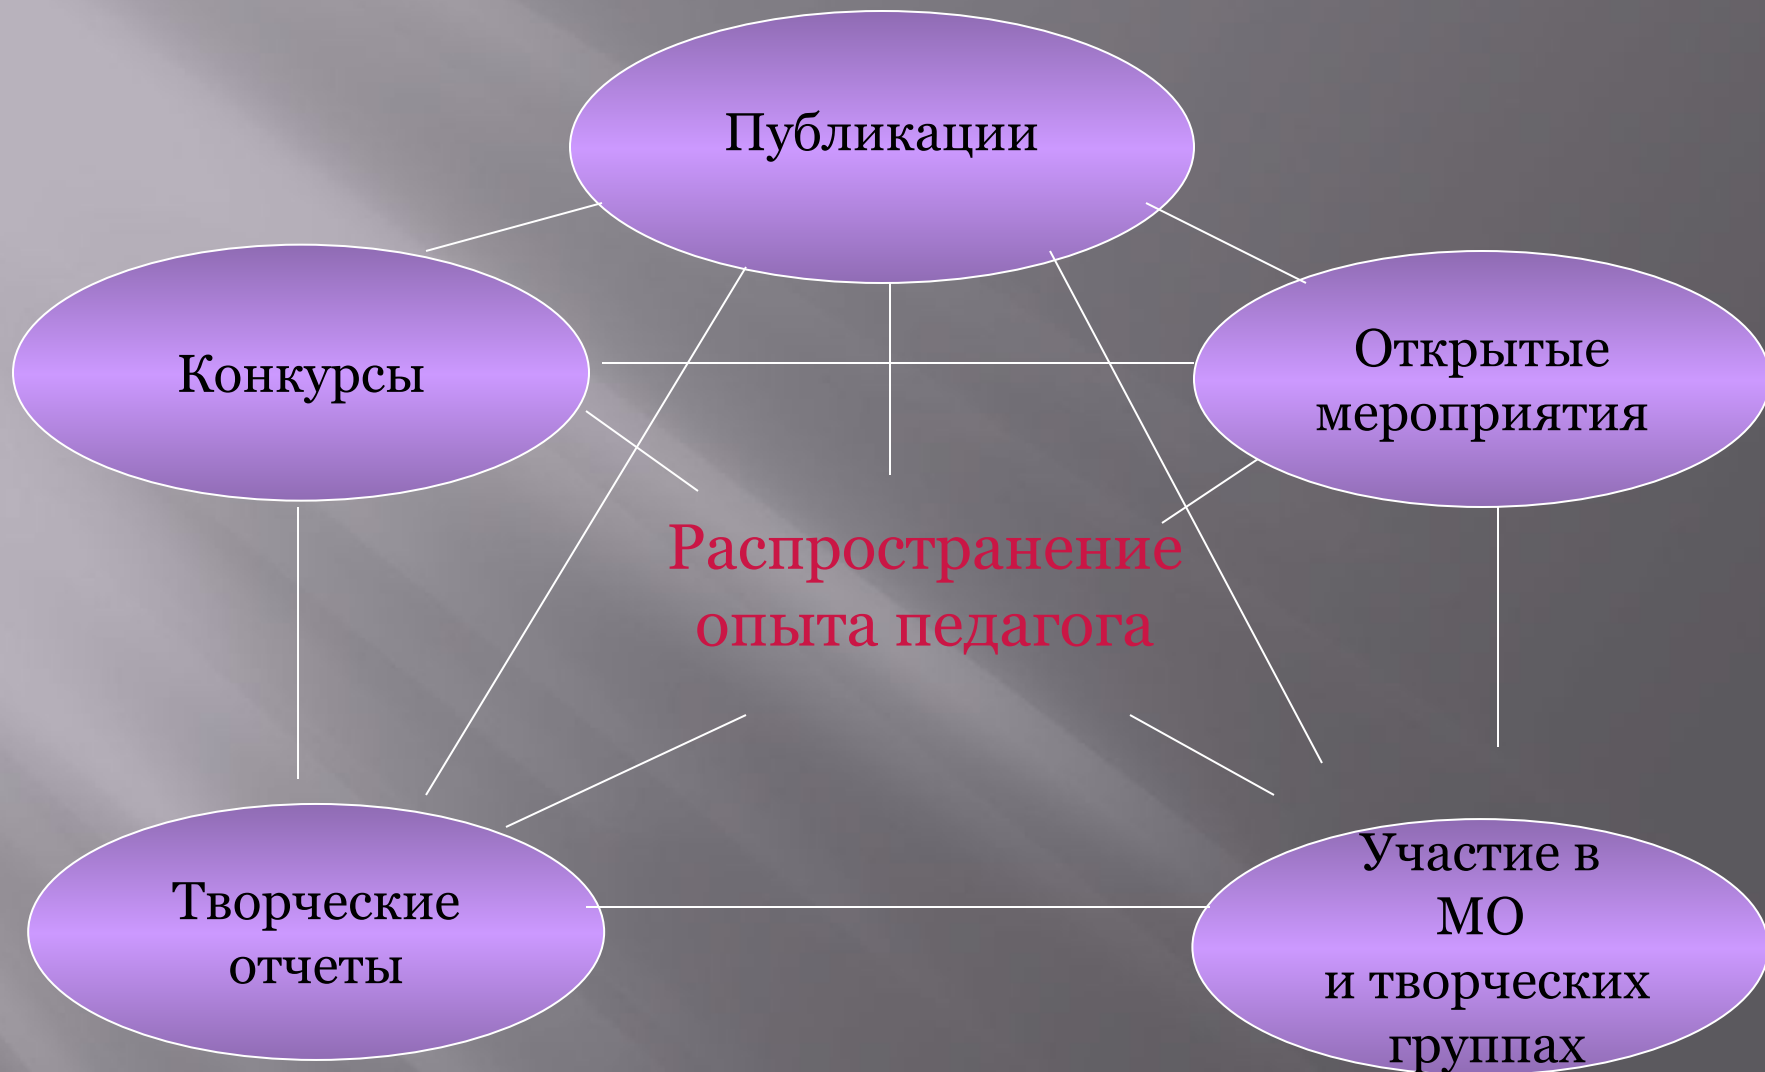 Публикации
Конкурсы
Открытые
мероприятия
Распространение
опыта педагога
Творческие
отчеты
Участие в
МО
и творческих
группах